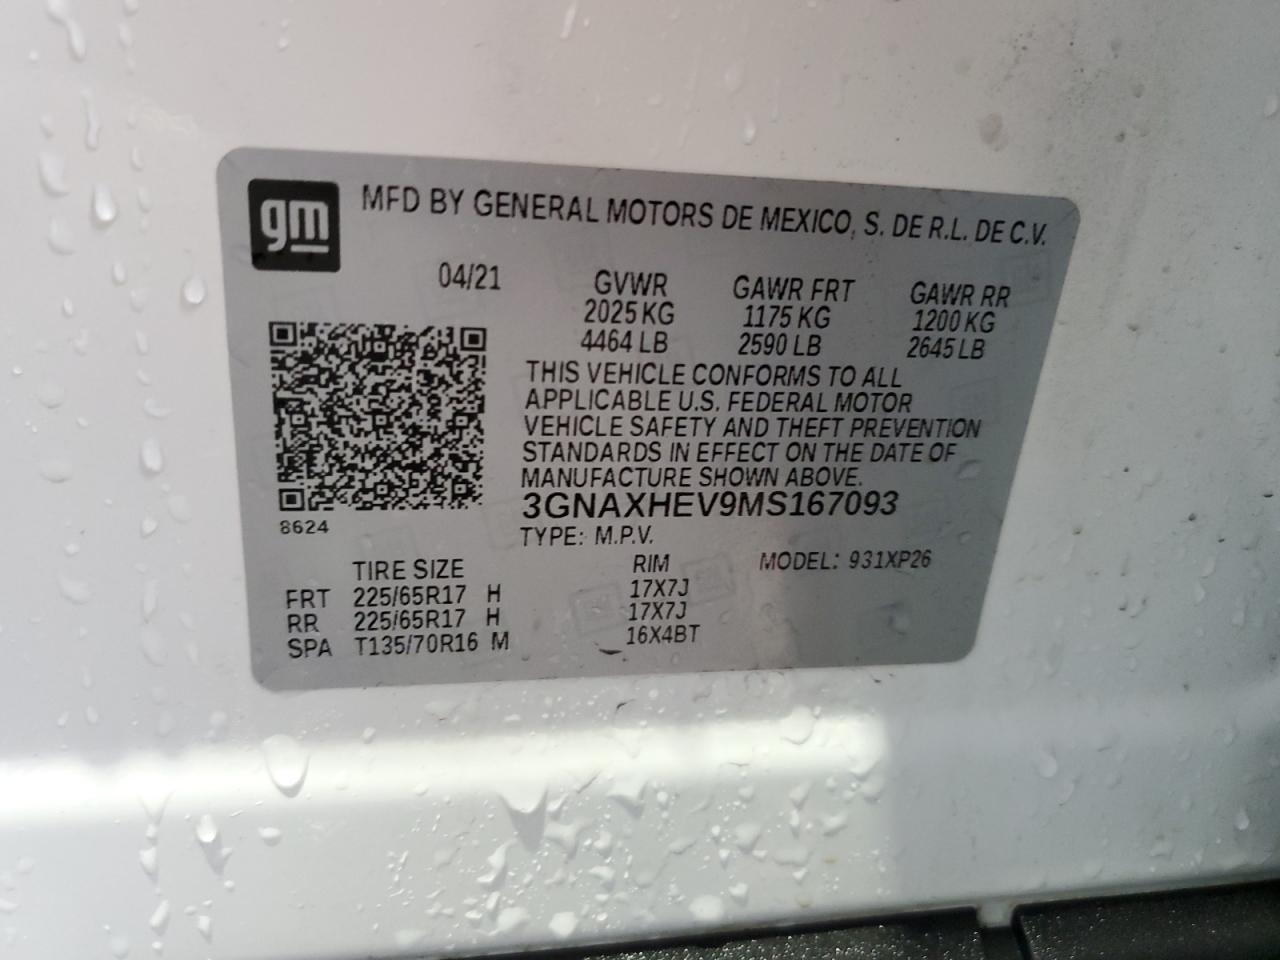 gm
MFD BY GENERAL MOTORS DE MEXICO, S. DE R.L. DE C.V.
04/21 GVWR GAWR FRT GAWR RR
2025 KG 1175 KG 1200 KG
4464 LB 2590 LB 2645 LB
THIS VEHICLE CONFORMS TO ALL
APPLICABLE U.S. FEDERAL MOTOR
VEHICLE SAFETY AND THEFT PREVENTION
STANDARDS IN EFFECT ON THE DATE OF
MANUFACTURE SHOWN ABOVE.
3GNAXHEV9MS167093
8624
TYPE: M.P.V.
TIRE SIZE RIM MODEL: 931XP26
FRT 225/65R17 H 17X7J
RR 225/65R17 H 17X7J
SPA T135/70R16 M 16X4BT